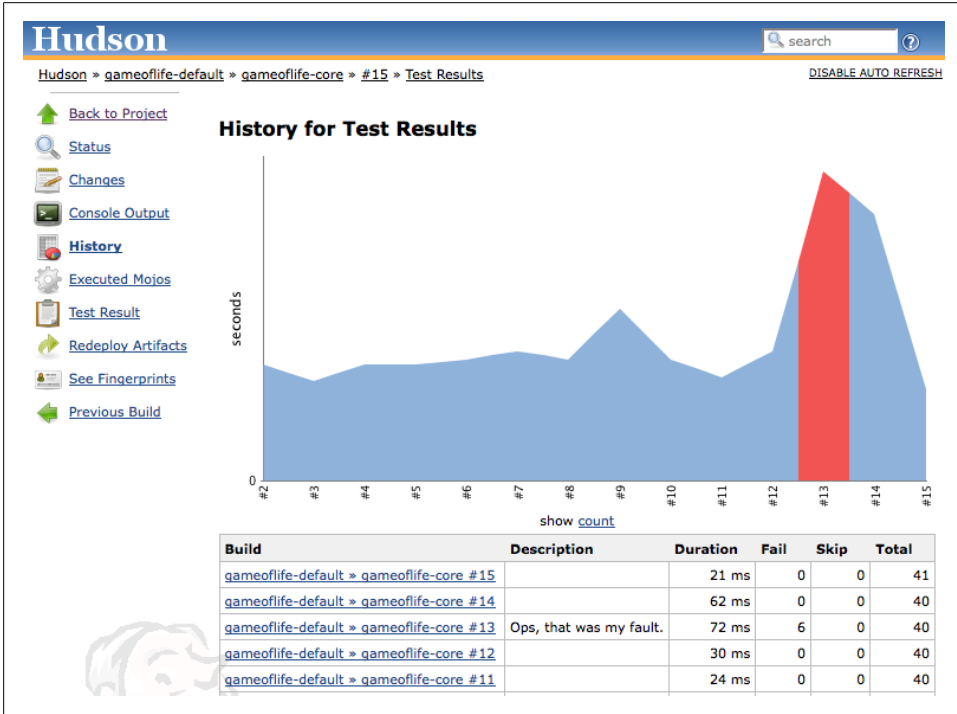 Hudson
search
Hudson » gameoflife-default » gameoflife-core » #15 » Test Results
DISABLE AUTO REFRESH
Back to Project
Status
Changes
Console Output
History
Executed Mojos
Test Result
Redeploy Artifacts
See Fingerprints
Previous Build
History for Test Results
seconds
0
#2 #3 #4 #5 #6 #7 #8 #9 #10 #11 #12 #13 #14 #15
show count
Build Description Duration Fail Skip Total
gameoflife-default » gameoflife-core #15 21 ms 0 0 41
gameoflife-default » gameoflife-core #14 62 ms 0 0 40
gameoflife-default » gameoflife-core #13 Ops, that was my fault. 72 ms 6 0 40
gameoflife-default » gameoflife-core #12 30 ms 0 0 40
gameoflife-default » gameoflife-core #11 24 ms 0 0 40